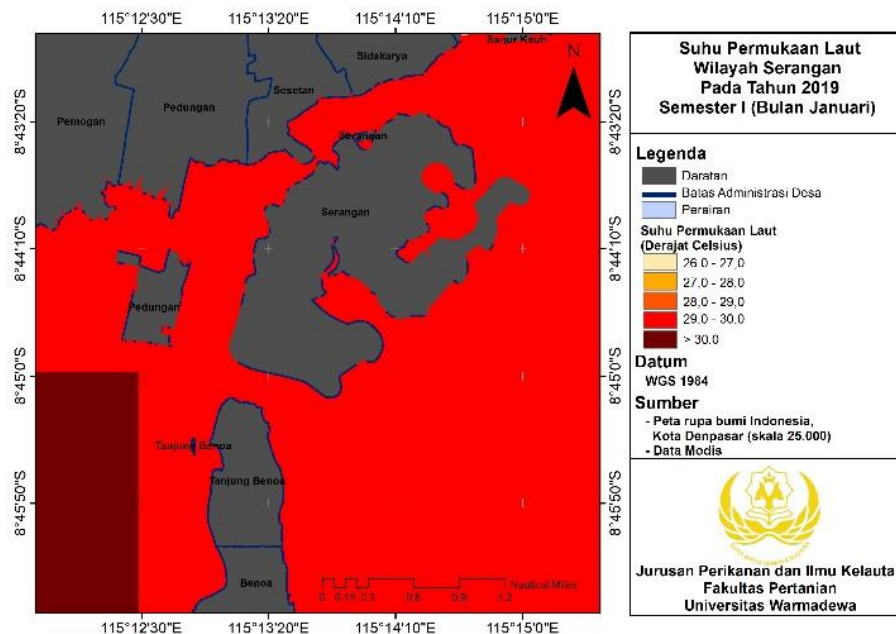 115°12'30"E 115°13'20"E 115°14'10"E 115°15'0"E
8°43'20"S
8°44'10"S
8°45'0"S
8°45'50"S
8°43'20"S
8°44'10"S
8°45'0"S
8°45'50"S
Sanur Kauh
Sidakarya
Sesetan
Pedungan
Pemogan
Serangan
Serangan
Pedungan
Tanjung Benoa
Tanjung Benoa
Benoa
N
Nautical Miles
0 0.15 0.3 0.6 0.9 1.2
115°12'30"E 115°13'20"E 115°14'10"E 115°15'0"E
Suhu Permukaan Laut
Wilayah Serangan
Pada Tahun 2019
Semester I (Bulan Januari)
Legenda
Daratan
Batas Administrasi Desa
Perairan
Suhu Permukaan Laut
(Derajat Celsius)
26,0 - 27,0
27,0 - 28,0
28,0 - 29,0
29,0 - 30,0
> 30,0
Datum
WGS 1984
Sumber
- Peta rupa bumi Indonesia,
Kota Denpasar (skala 25.000)
- Data Modis
Jurusan Perikanan dan Ilmu Kelauta
Fakultas Pertanian
Universitas Warmadewa